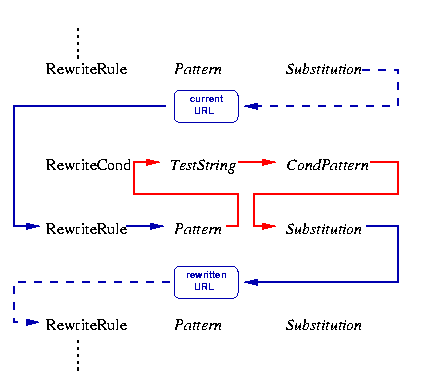 RewriteRule Pattern Substitution
current
URL
RewriteCond TestString CondPattern
RewriteRule Pattern Substitution
rewritten
URL
RewriteRule Pattern Substitution